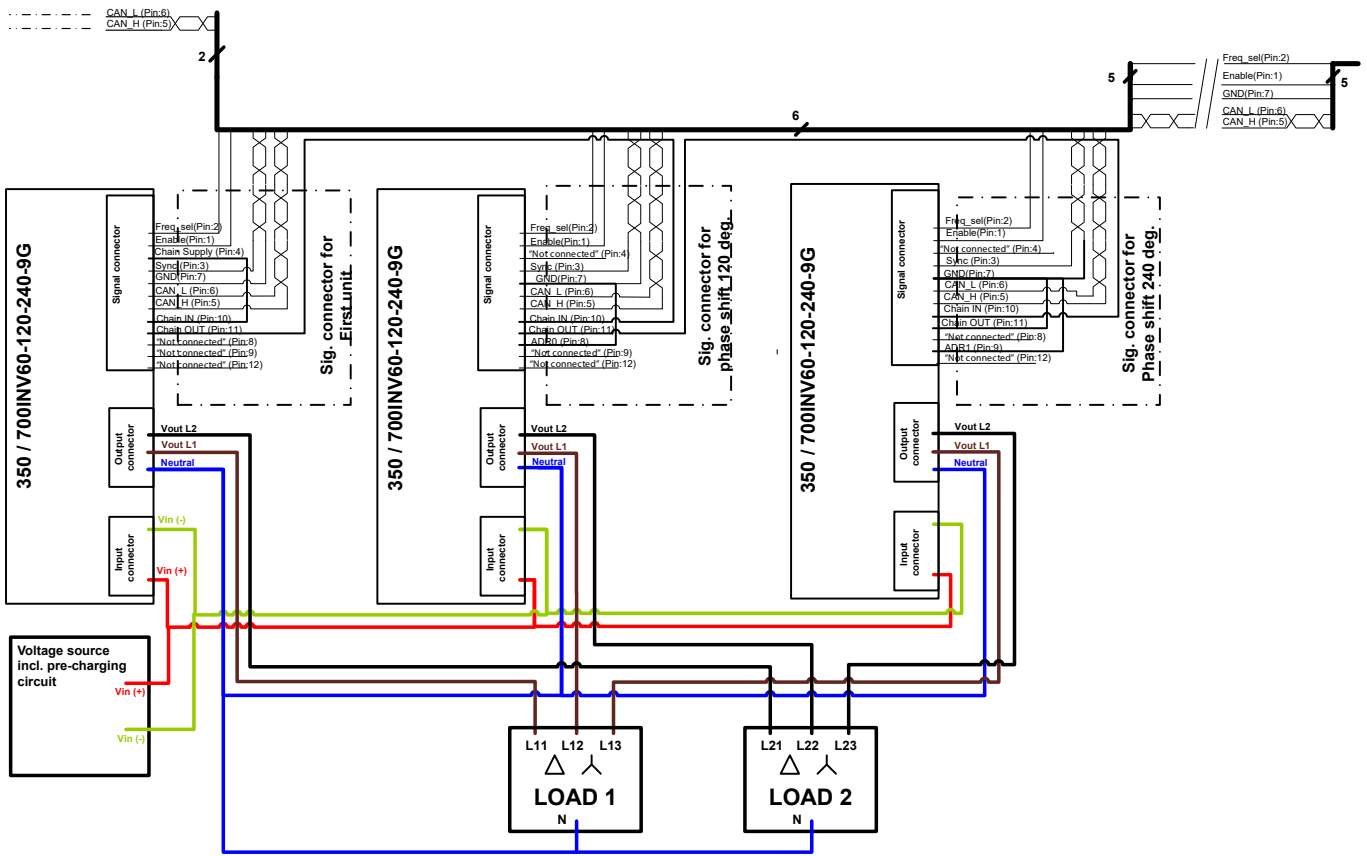 CAN_L (Pin:6)
CAN_H (Pin:5)
2
6
5
Freq_sel(Pin:2)
Enable(Pin:1)
GND(Pin:7)
CAN_L (Pin:6)
CAN_H (Pin:5)
5
350 / 700INV60-120-240-9G
Signal connector
Freq_sel(Pin:2)
Enable(Pin:1)
Chain Supply (Pin:4)
Sync(Pin:3)
GND(Pin:7)
CAN_L (Pin:6)
CAN_H (Pin:5)
Chain IN (Pin:10)
Chain OUT (Pin:11)
"Not connected" (Pin:8)
"Not connected" (Pin:9)
"Not connected" (Pin:12)
Sig. connector for
First unit
Output
connector
Vout L2
Vout L1
Neutral
Input
connector
Vin (-)
Vin (+)
350 / 700INV60-120-240-9G
Signal connector
Freq_sel(Pin:2)
Enable(Pin:1)
"Not connected" (Pin:4)
Sync (Pin:3)
GND(Pin:7)
CAN_L (Pin:6)
CAN_H (Pin:5)
Chain IN (Pin:10)
Chain OUT (Pin:11)
ADR0 (Pin:8)
"Not connected" (Pin:9)
"Not connected" (Pin:12)
Sig. connector for
phase shift 120 deg.
Output
connector
Vout L2
Vout L1
Neutral
Input
connector
350 / 700INV60-120-240-9G
Signal connector
Freq_sel(Pin:2)
Enable(Pin:1)
"Not connected" (Pin:4)
Sync (Pin:3)
GND(Pin:7)
CAN_L (Pin:6)
CAN_H (Pin:5)
Chain IN (Pin:10)
Chain OUT (Pin:11)
"Not connected" (Pin:8)
ADR1 (Pin:9)
"Not connected" (Pin:12)
Sig. connector for
Phase shift 240 deg.
Output
connector
Vout L2
Vout L1
Neutral
Input
connector
Voltage source
incl. pre-charging
circuit
Vin (+)
Vin (-)
L11 L12 L13
LOAD 1
N
L21 L22 L23
LOAD 2
N